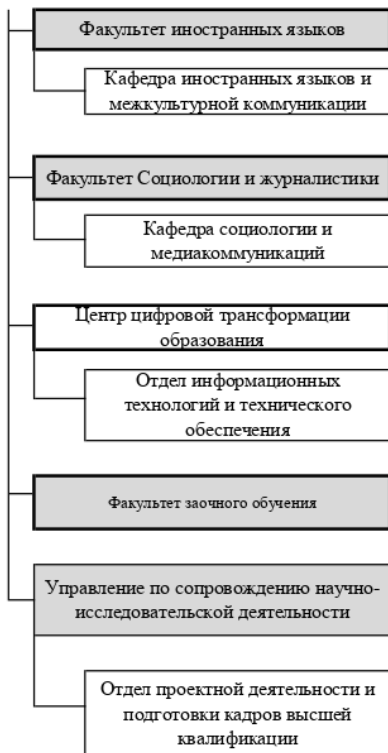 Факультет иностранных языков
Кафедра иностранных языков и
межкультурной коммуникации
Факультет Социологии и журналистики
Кафедра социологии и
медиакоммуникаций
Центр цифровой трансформации
образования
Отдел информационных
технологий и технического
обеспечения
Факультет заочного обучения
Управление по сопровождению научно-
исследовательской деятельности
Отдел проектной деятельности и
подготовки кадров высшей
квалификации